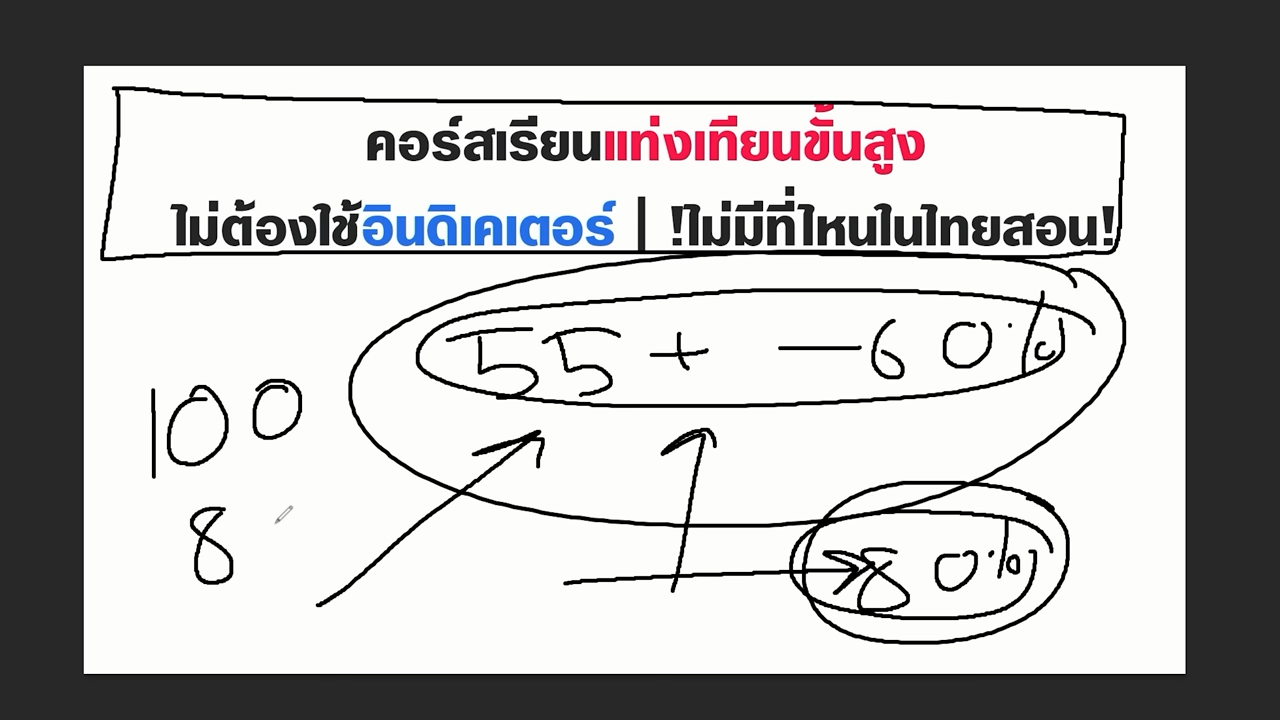 คอร์สเรียนแท่งเทียนขั้นสูง
ไม่ต้องใช้อินดิเคเตอร์ | !ไม่มีที่ไหนในไทยสอน!
55 + - 60%
100
8
80%